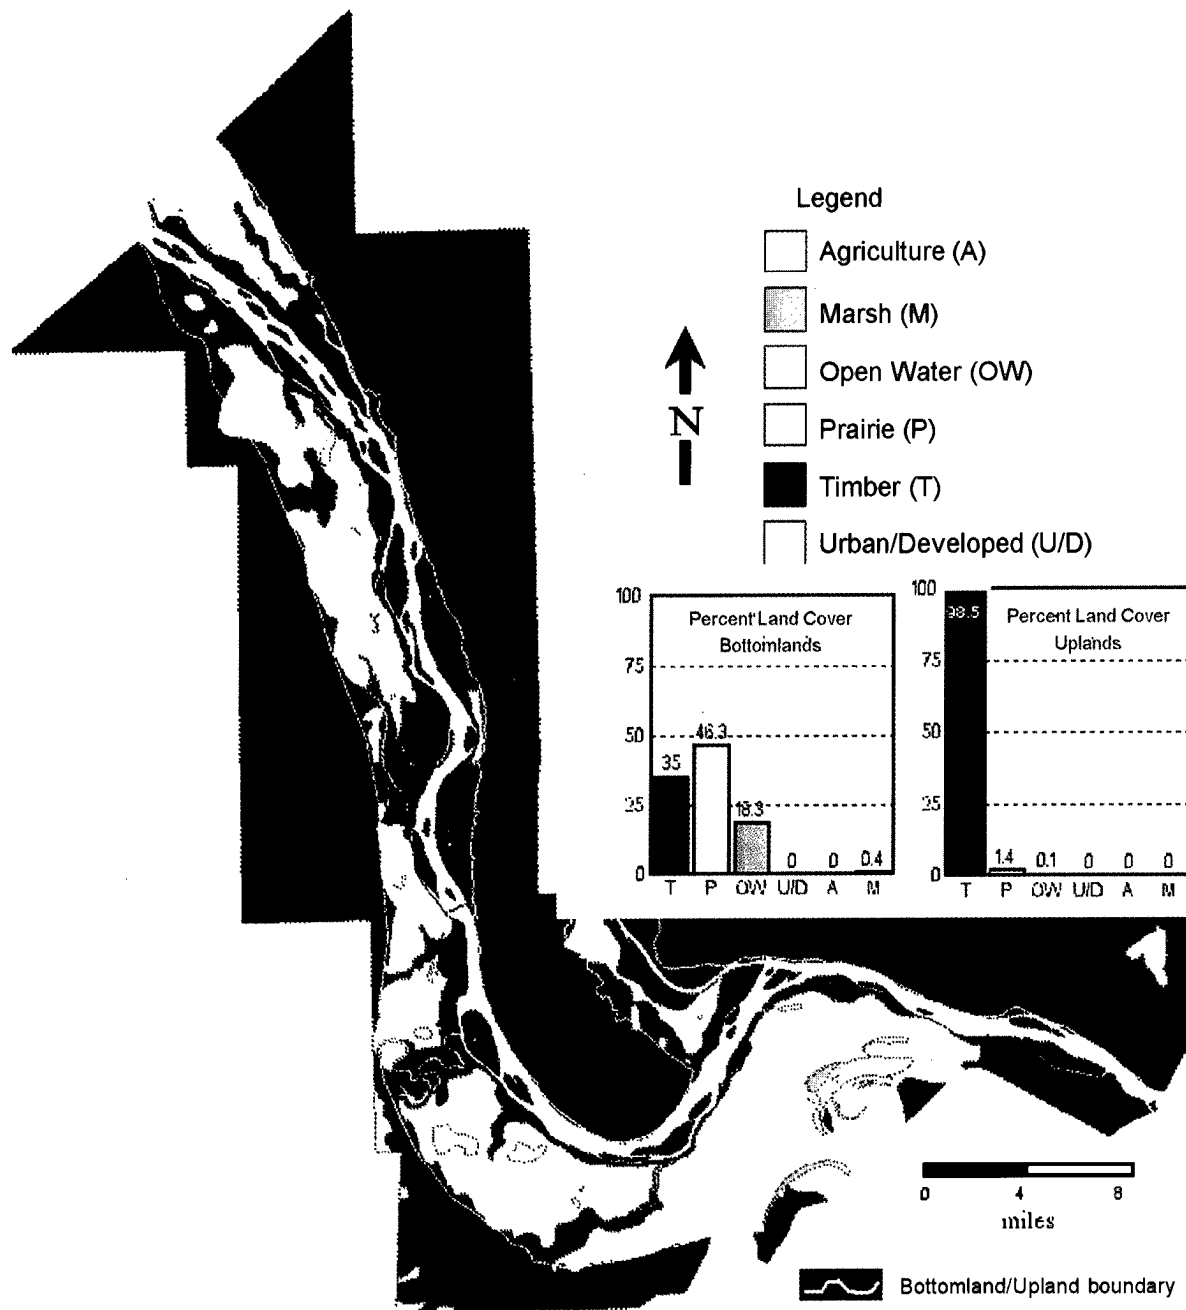 Legend
Agriculture (A)
Marsh (M)
Open Water (OW)
Prairie (P)
Timber (T)
Urban/Developed (U/D)
N
100
75
50
25
0
Percent Land Cover
Bottomlands
35
46.3
18.3
0
0
0.4
T P OW U/D A M
100
75
50
25
0
Percent Land Cover
Uplands
98.5
1.4
0.1
0
0
0
T P OW U/D A M
0 4 8
miles
Bottomland/Upland boundary